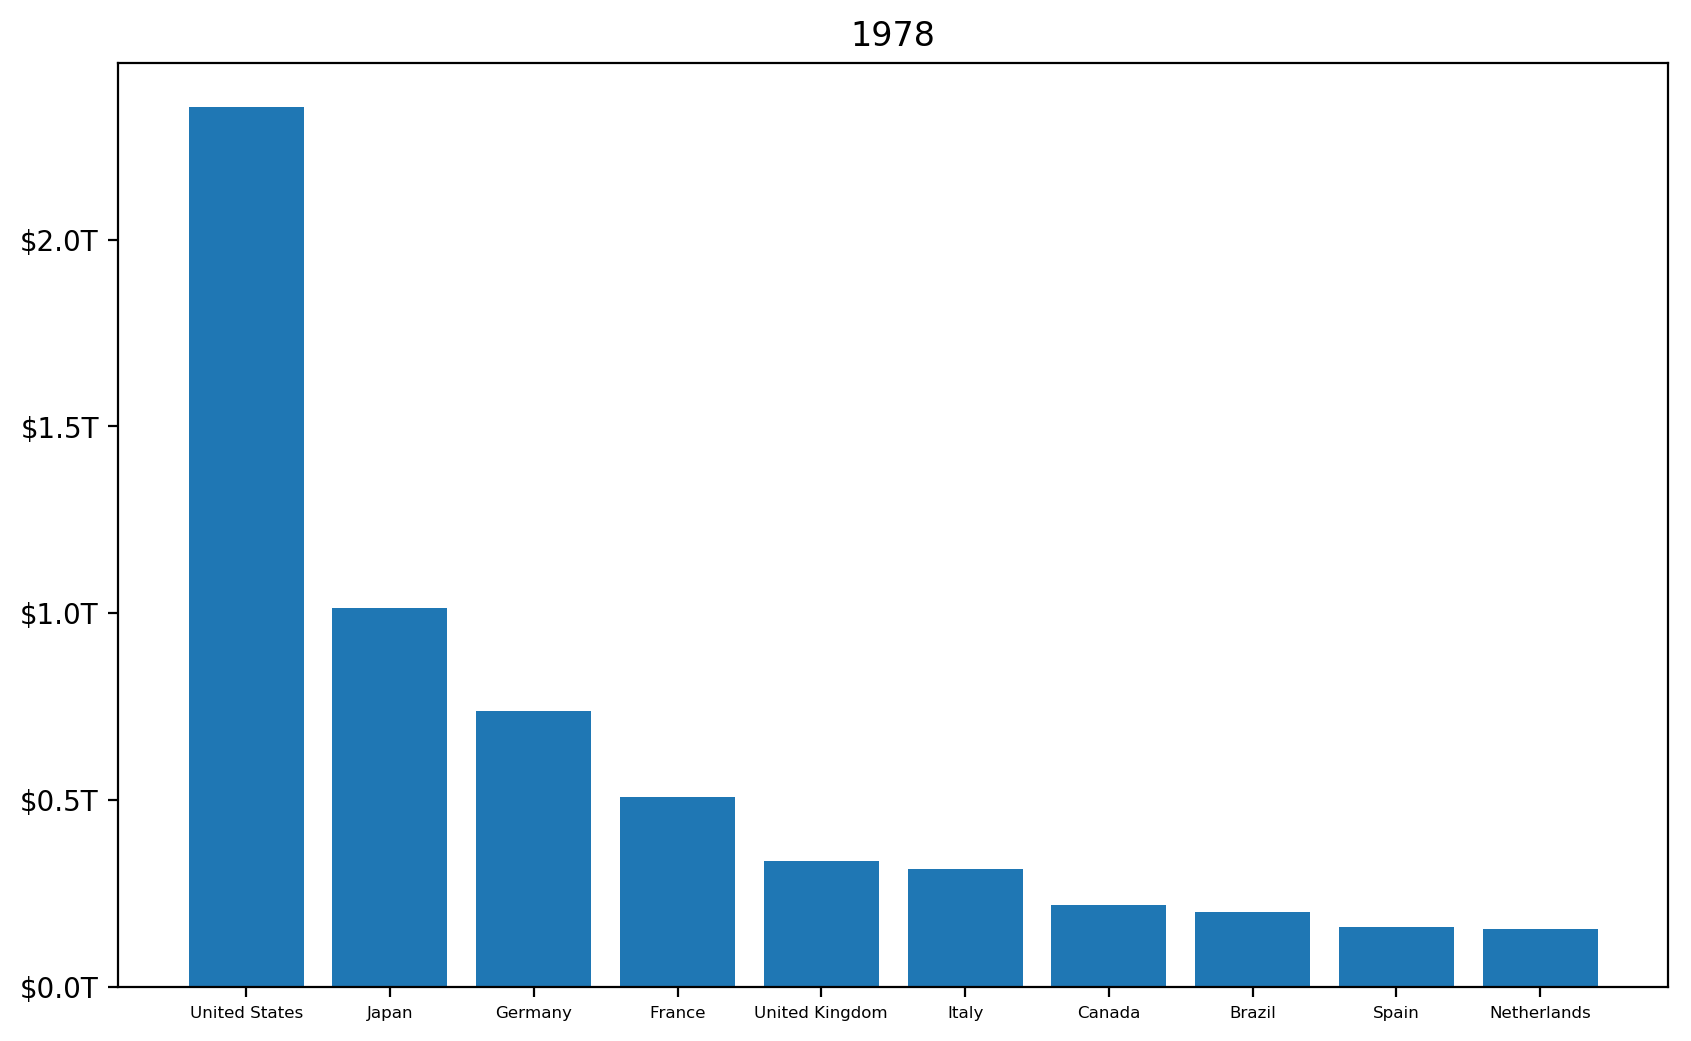 1978
$2.0T
$1.5T
$1.0T
$0.5T
$0.0T
United States Japan Germany France United Kingdom Italy Canada Brazil Spain Netherlands